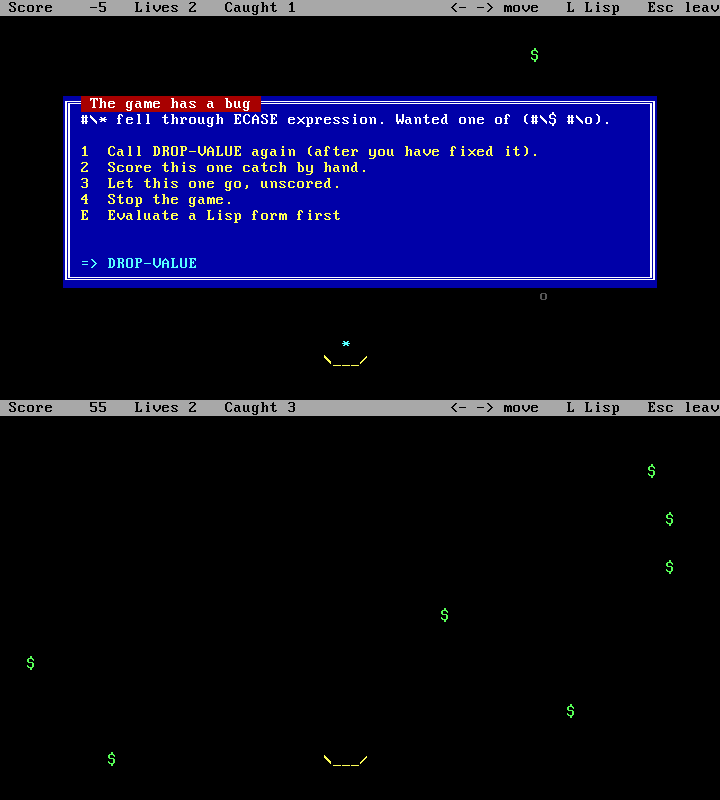 Score    -5   Lives 2   Caught 1                 <- -> move   L Lisp   Esc leav
$
The game has a bug
#\* fell through ECASE expression. Wanted one of (#\$ #\o).
1  Call DROP-VALUE again (after you have fixed it).
2  Score this one catch by hand.
3  Let this one go, unscored.
4  Stop the game.
E  Evaluate a Lisp form first
=> DROP-VALUE
o
*
\___/
Score    55   Lives 2   Caught 3                 <- -> move   L Lisp   Esc leav
$
$
$
$
$
$
$ \___/